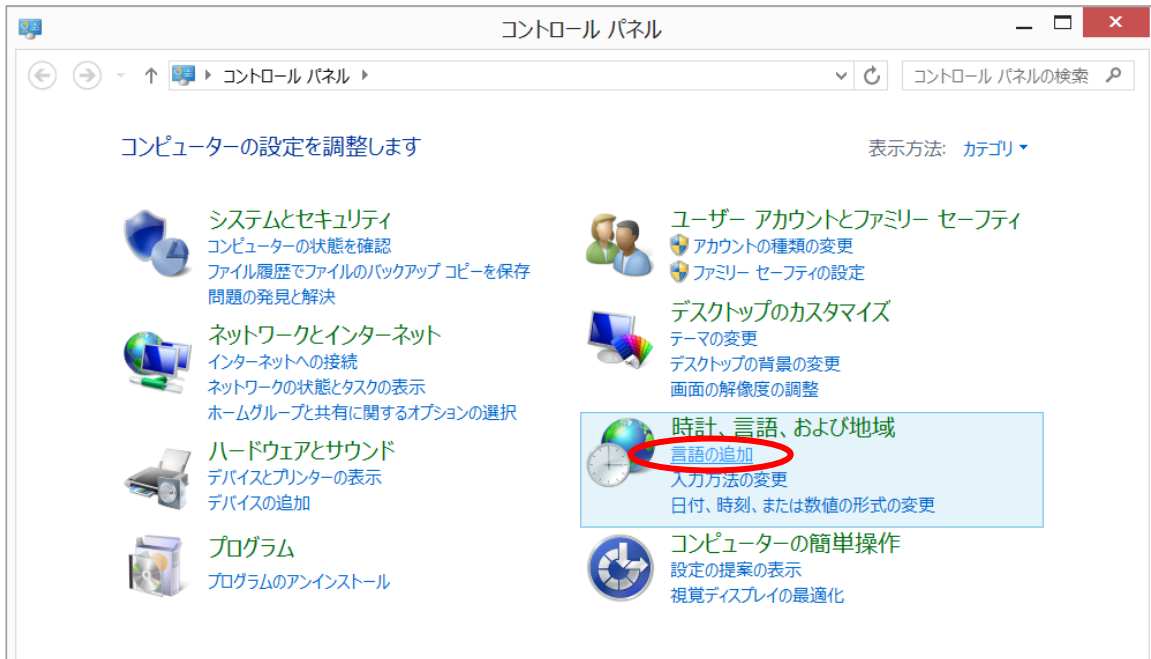 コントロール パネル
コントロール パネル
コントロール パネルの検索
コンピューターの設定を調整します
表示方法: カテゴリ
システムとセキュリティ
コンピューターの状態を確認
ファイル履歴でファイルのバックアップ コピーを保存
問題の発見と解決
ネットワークとインターネット
インターネットへの接続
ネットワークの状態とタスクの表示
ホームグループと共有に関するオプションの選択
ハードウェアとサウンド
デバイスとプリンターの表示
デバイスの追加
プログラム
プログラムのアンインストール
ユーザー アカウントとファミリー セーフティ
アカウントの種類の変更
ファミリー セーフティの設定
デスクトップのカスタマイズ
テーマの変更
デスクトップの背景の変更
画面の解像度の調整
時計、言語、および地域
言語の追加
入力方法の変更
日付、時刻、または数値の形式の変更
コンピューターの簡単操作
設定の提案の表示
視覚ディスプレイの最適化